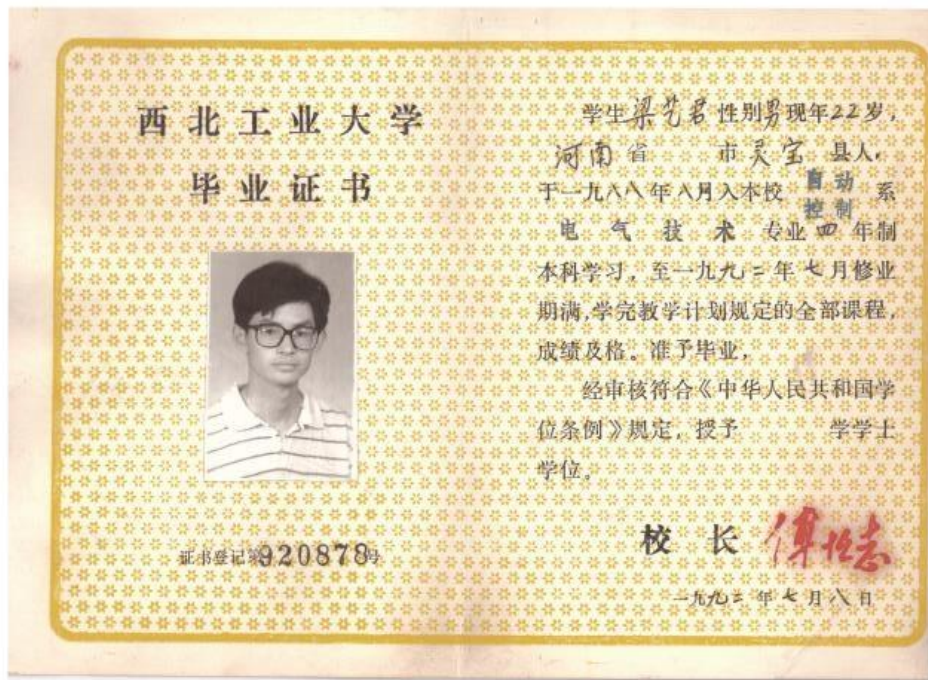 西北工业大学
毕业证书
证书登记第920878号
学生梁艺君性别男现年22岁,
河南省 市灵宝县人,
于一九八八年八月入本校自动控制系
电气技术专业四年制
本科学习,至一九九二年七月修业
期满,学完教学计划规定的全部课程,
成绩及格。准予毕业,
经审核符合《中华人民共和国学
位条例》规定,授予 学学士
学位。
校长 傅恒志
一九九二年七月八日